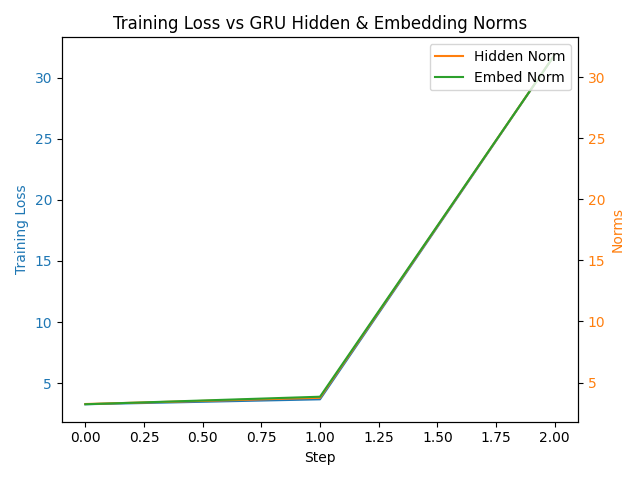 Training Loss vs GRU Hidden & Embedding Norms
Hidden Norm
Embed Norm
30
25
20
15
10
5
Training Loss
30
25
20
15
10
5
Norms
0.00 0.25 0.50 0.75 1.00 1.25 1.50 1.75 2.00
Step